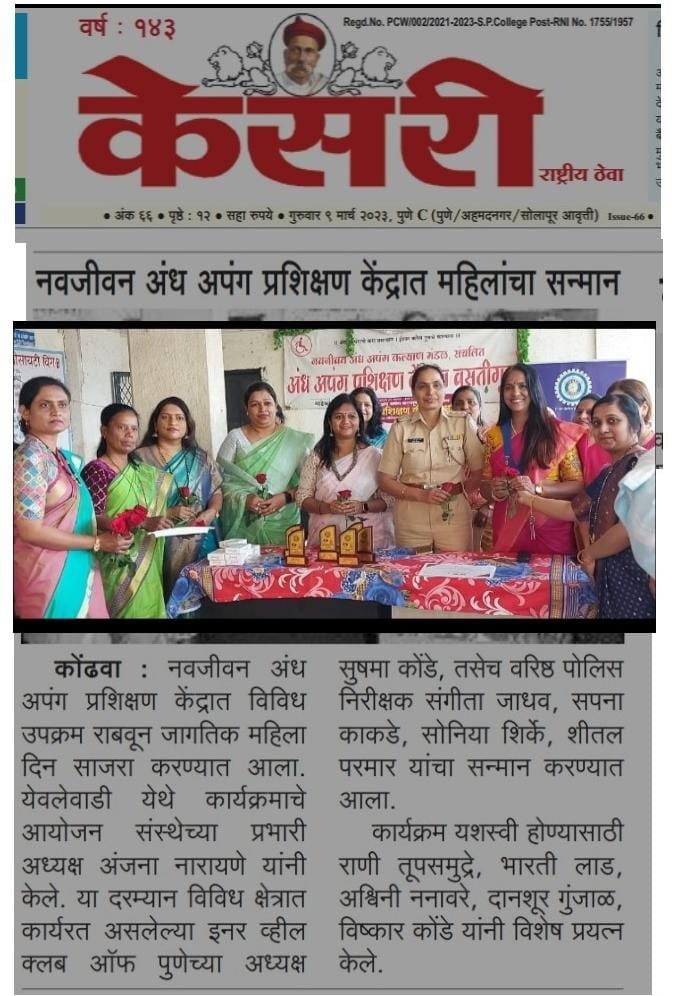 वर्ष : १४३
Regd.No. PCW/002/2021-2023-S.P.College Post-RNI No. 1755/1957
केसरी
राष्ट्रीय ठेवा
• अंक ६६ • पृष्ठे : १२ • सहा रुपये • गुरुवार ९ मार्च २०२३, पुणे C (पुणे/अहमदनगर/सोलापूर आवृत्ती) Issue-66 •
नवजीवन अंध अपंग प्रशिक्षण केंद्रात महिलांचा सन्मान
नवजीवन अंध अपंग कल्याण मंडळ, संचलित
अंध अपंग प्रशिक्षण
कोंढवा : नवजीवन अंध
अपंग प्रशिक्षण केंद्रात विविध
उपक्रम राबवून जागतिक महिला
दिन साजरा करण्यात आला.
येवलेवाडी येथे कार्यक्रमाचे
आयोजन संस्थेच्या प्रभारी
अध्यक्ष अंजना नारायणे यांनी
केले. या दरम्यान विविध क्षेत्रात
कार्यरत असलेल्या इनर व्हील
क्लब ऑफ पुणेच्या अध्यक्ष
सुषमा कोंडे, तसेच वरिष्ठ पोलिस
निरीक्षक संगीता जाधव, सपना
काकडे, सोनिया शिर्के, शीतल
परमार यांचा सन्मान करण्यात
आला.
कार्यक्रम यशस्वी होण्यासाठी
राणी तूपसमुद्रे, भारती लाड,
अश्विनी ननावरे, दानशूर गुंजाळ,
विष्कार कोंडे यांनी विशेष प्रयत्न
केले.